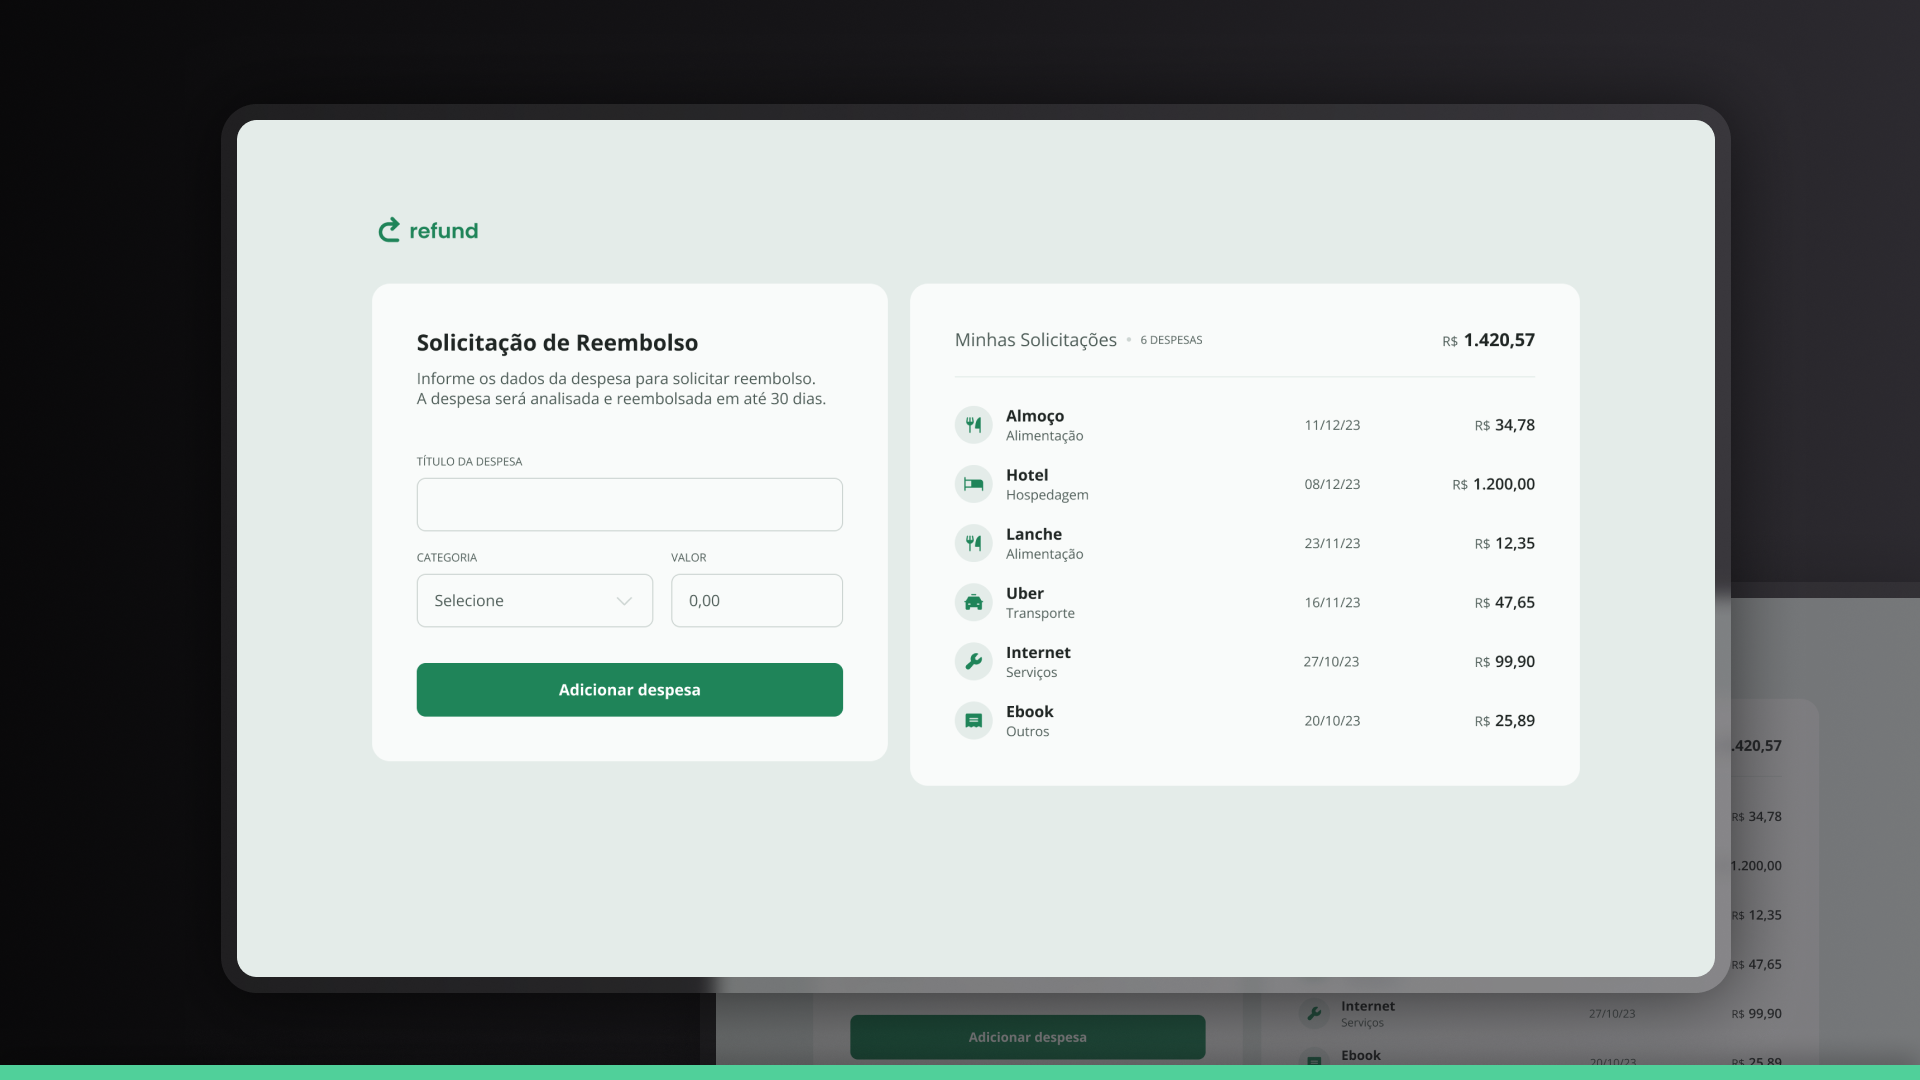 refund
Solicitação de Reembolso
Informe os dados da despesa para solicitar reembolso.
A despesa será analisada e reembolsada em até 30 dias.
TÍTULO DA DESPESA
CATEGORIA VALOR
Selecione 0,00
Adicionar despesa
Minhas Solicitações • 6 DESPESAS R$ 1.420,57
Almoço
Alimentação
11/12/23 R$ 34,78
Hotel
Hospedagem
08/12/23 R$ 1.200,00
Lanche
Alimentação
23/11/23 R$ 12,35
Uber
Transporte
16/11/23 R$ 47,65
Internet
Serviços
27/10/23 R$ 99,90
Ebook
Outros
20/10/23 R$ 25,89
.420,57
R$ 34,78
1.200,00
R$ 12,35
R$ 47,65
Internet
Serviços
27/10/23 R$ 99,90
Adicionar despesa
Ebook
20/10/23 R$ 25,89